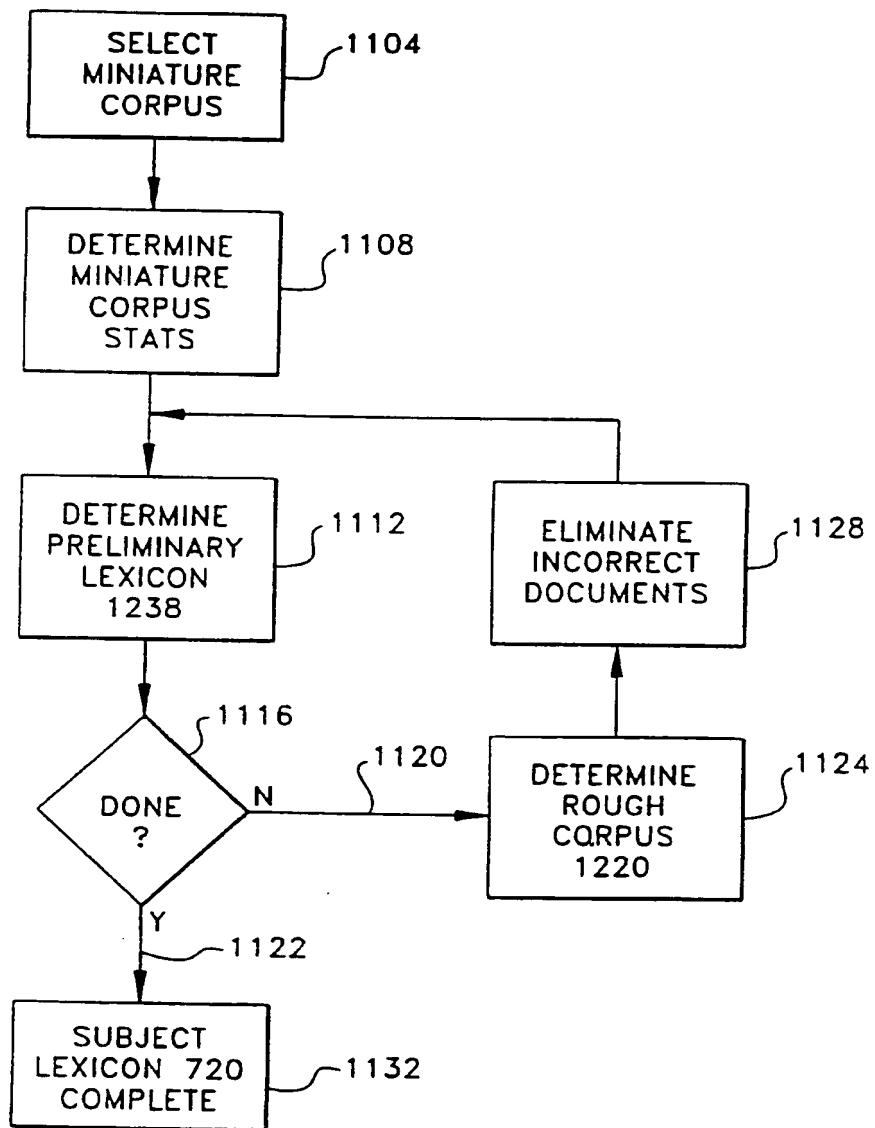 SELECT
MINIATURE
CORPUS
1104
DETERMINE
MINIATURE
CORPUS
STATS
1108
DETERMINE
PRELIMINARY
LEXICON
1238
1112
ELIMINATE
INCORRECT
DOCUMENTS
1128
DONE
?
1116
N
1120
DETERMINE
ROUGH
CORPUS
1220
1124
Y
1122
SUBJECT
LEXICON 720
COMPLETE
1132